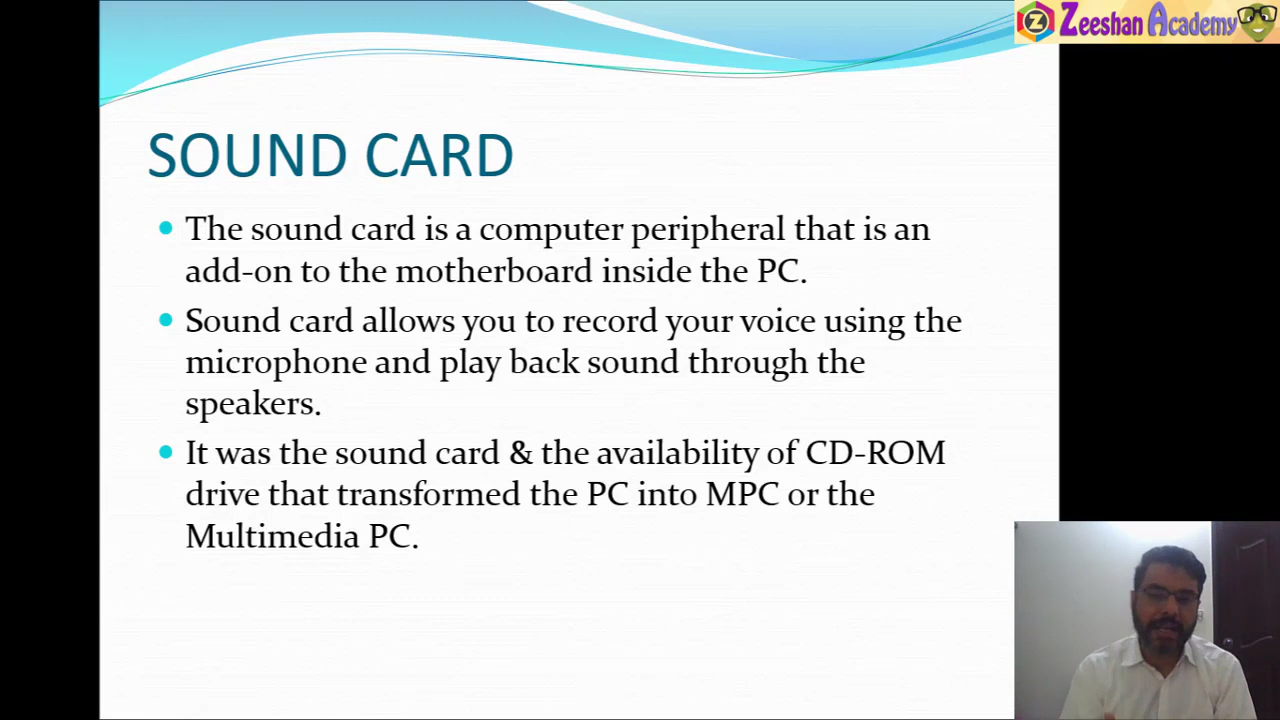 Zeeshan Academy
SOUND CARD
• The sound card is a computer peripheral that is an
add-on to the motherboard inside the PC.
• Sound card allows you to record your voice using the
microphone and play back sound through the
speakers.
• It was the sound card & the availability of CD-ROM
drive that transformed the PC into MPC or the
Multimedia PC.